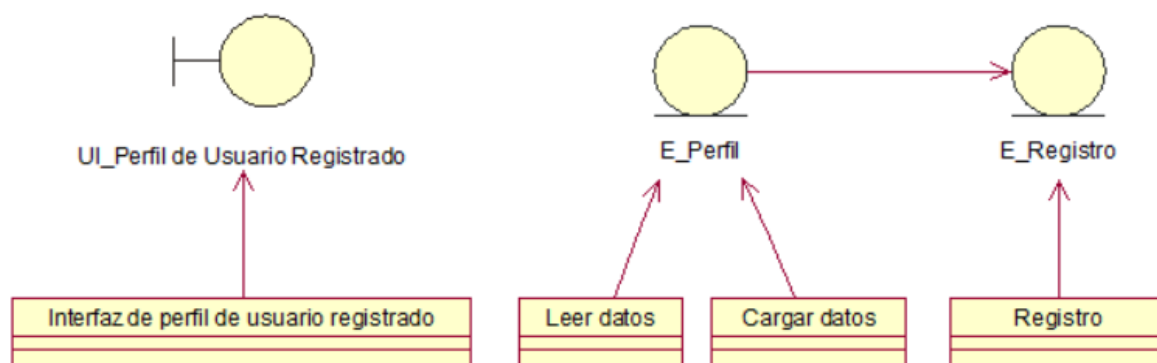 UI_Perfil de Usuario Registrado
E_Perfil
E_Registro
Interfaz de perfil de usuario registrado
Leer datos
Cargar datos
Registro